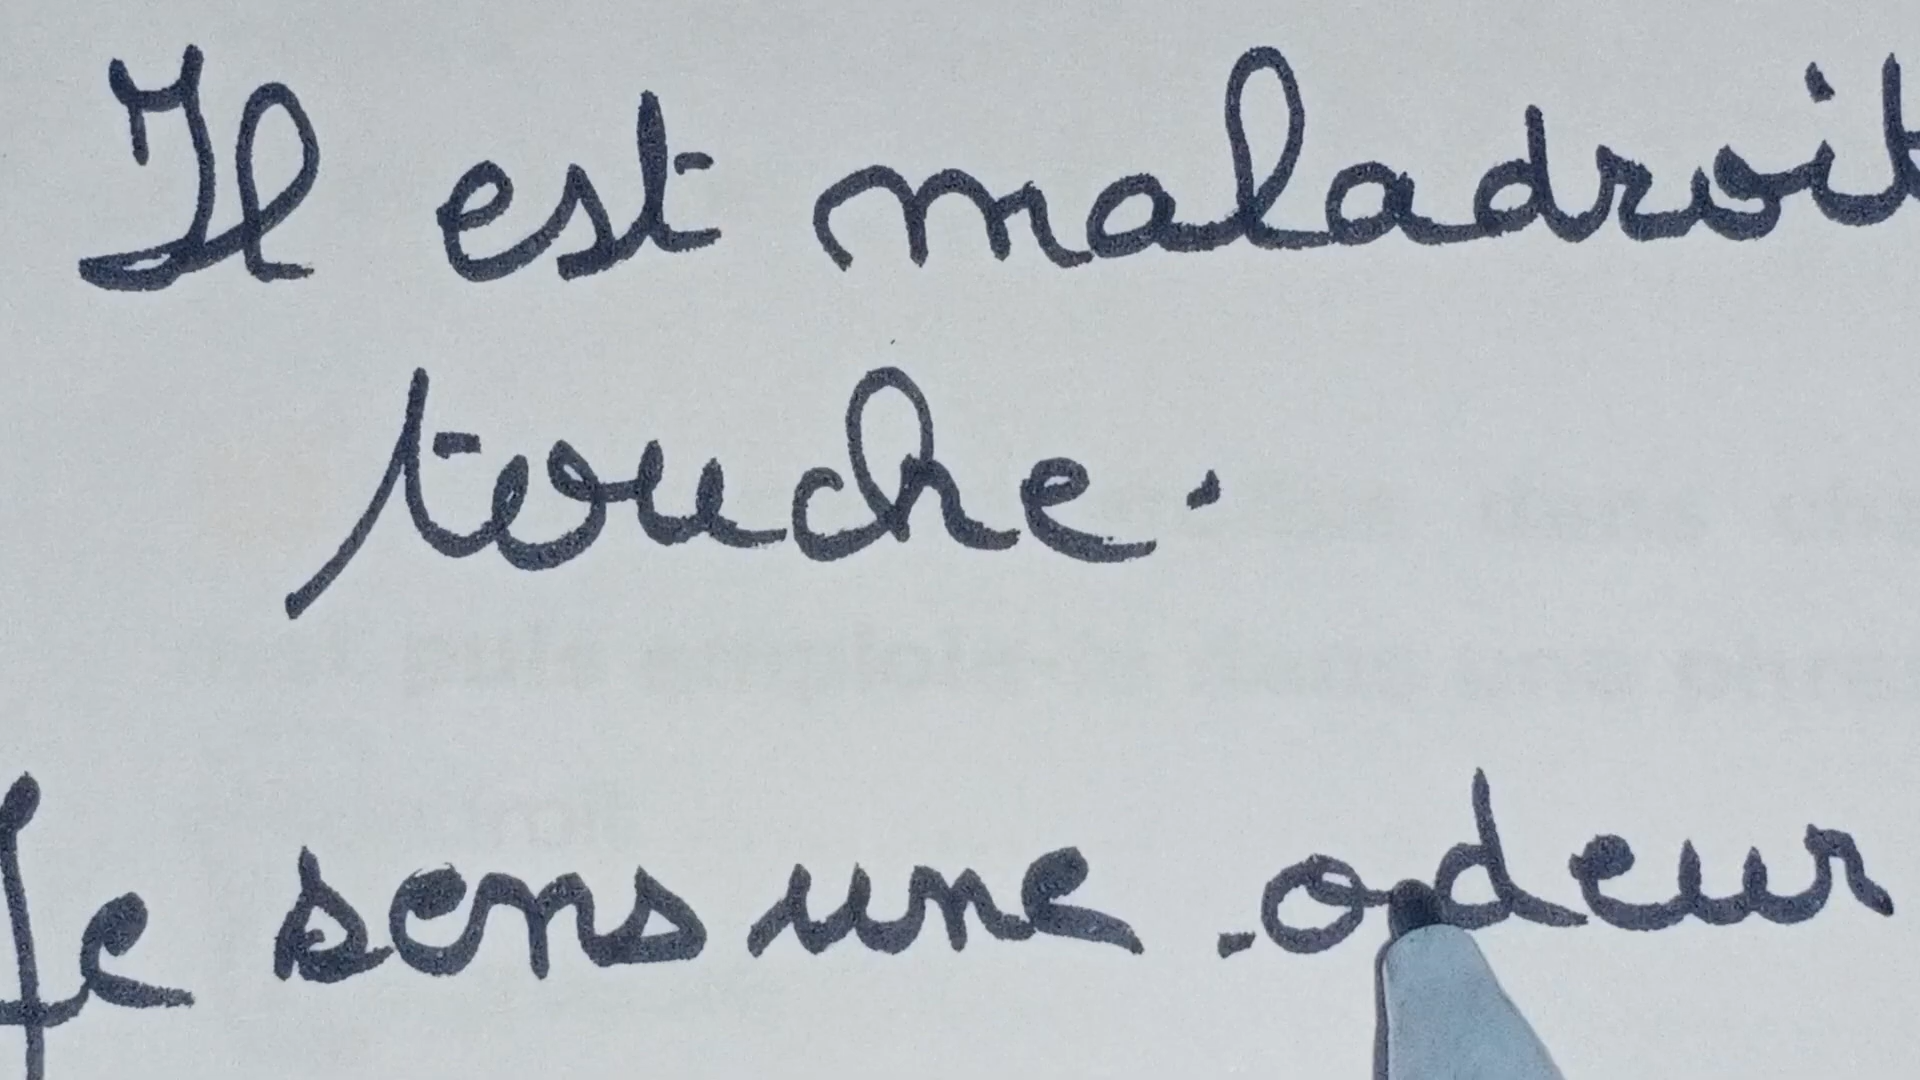 Il est maladroit
touche.
Je sens une odeur